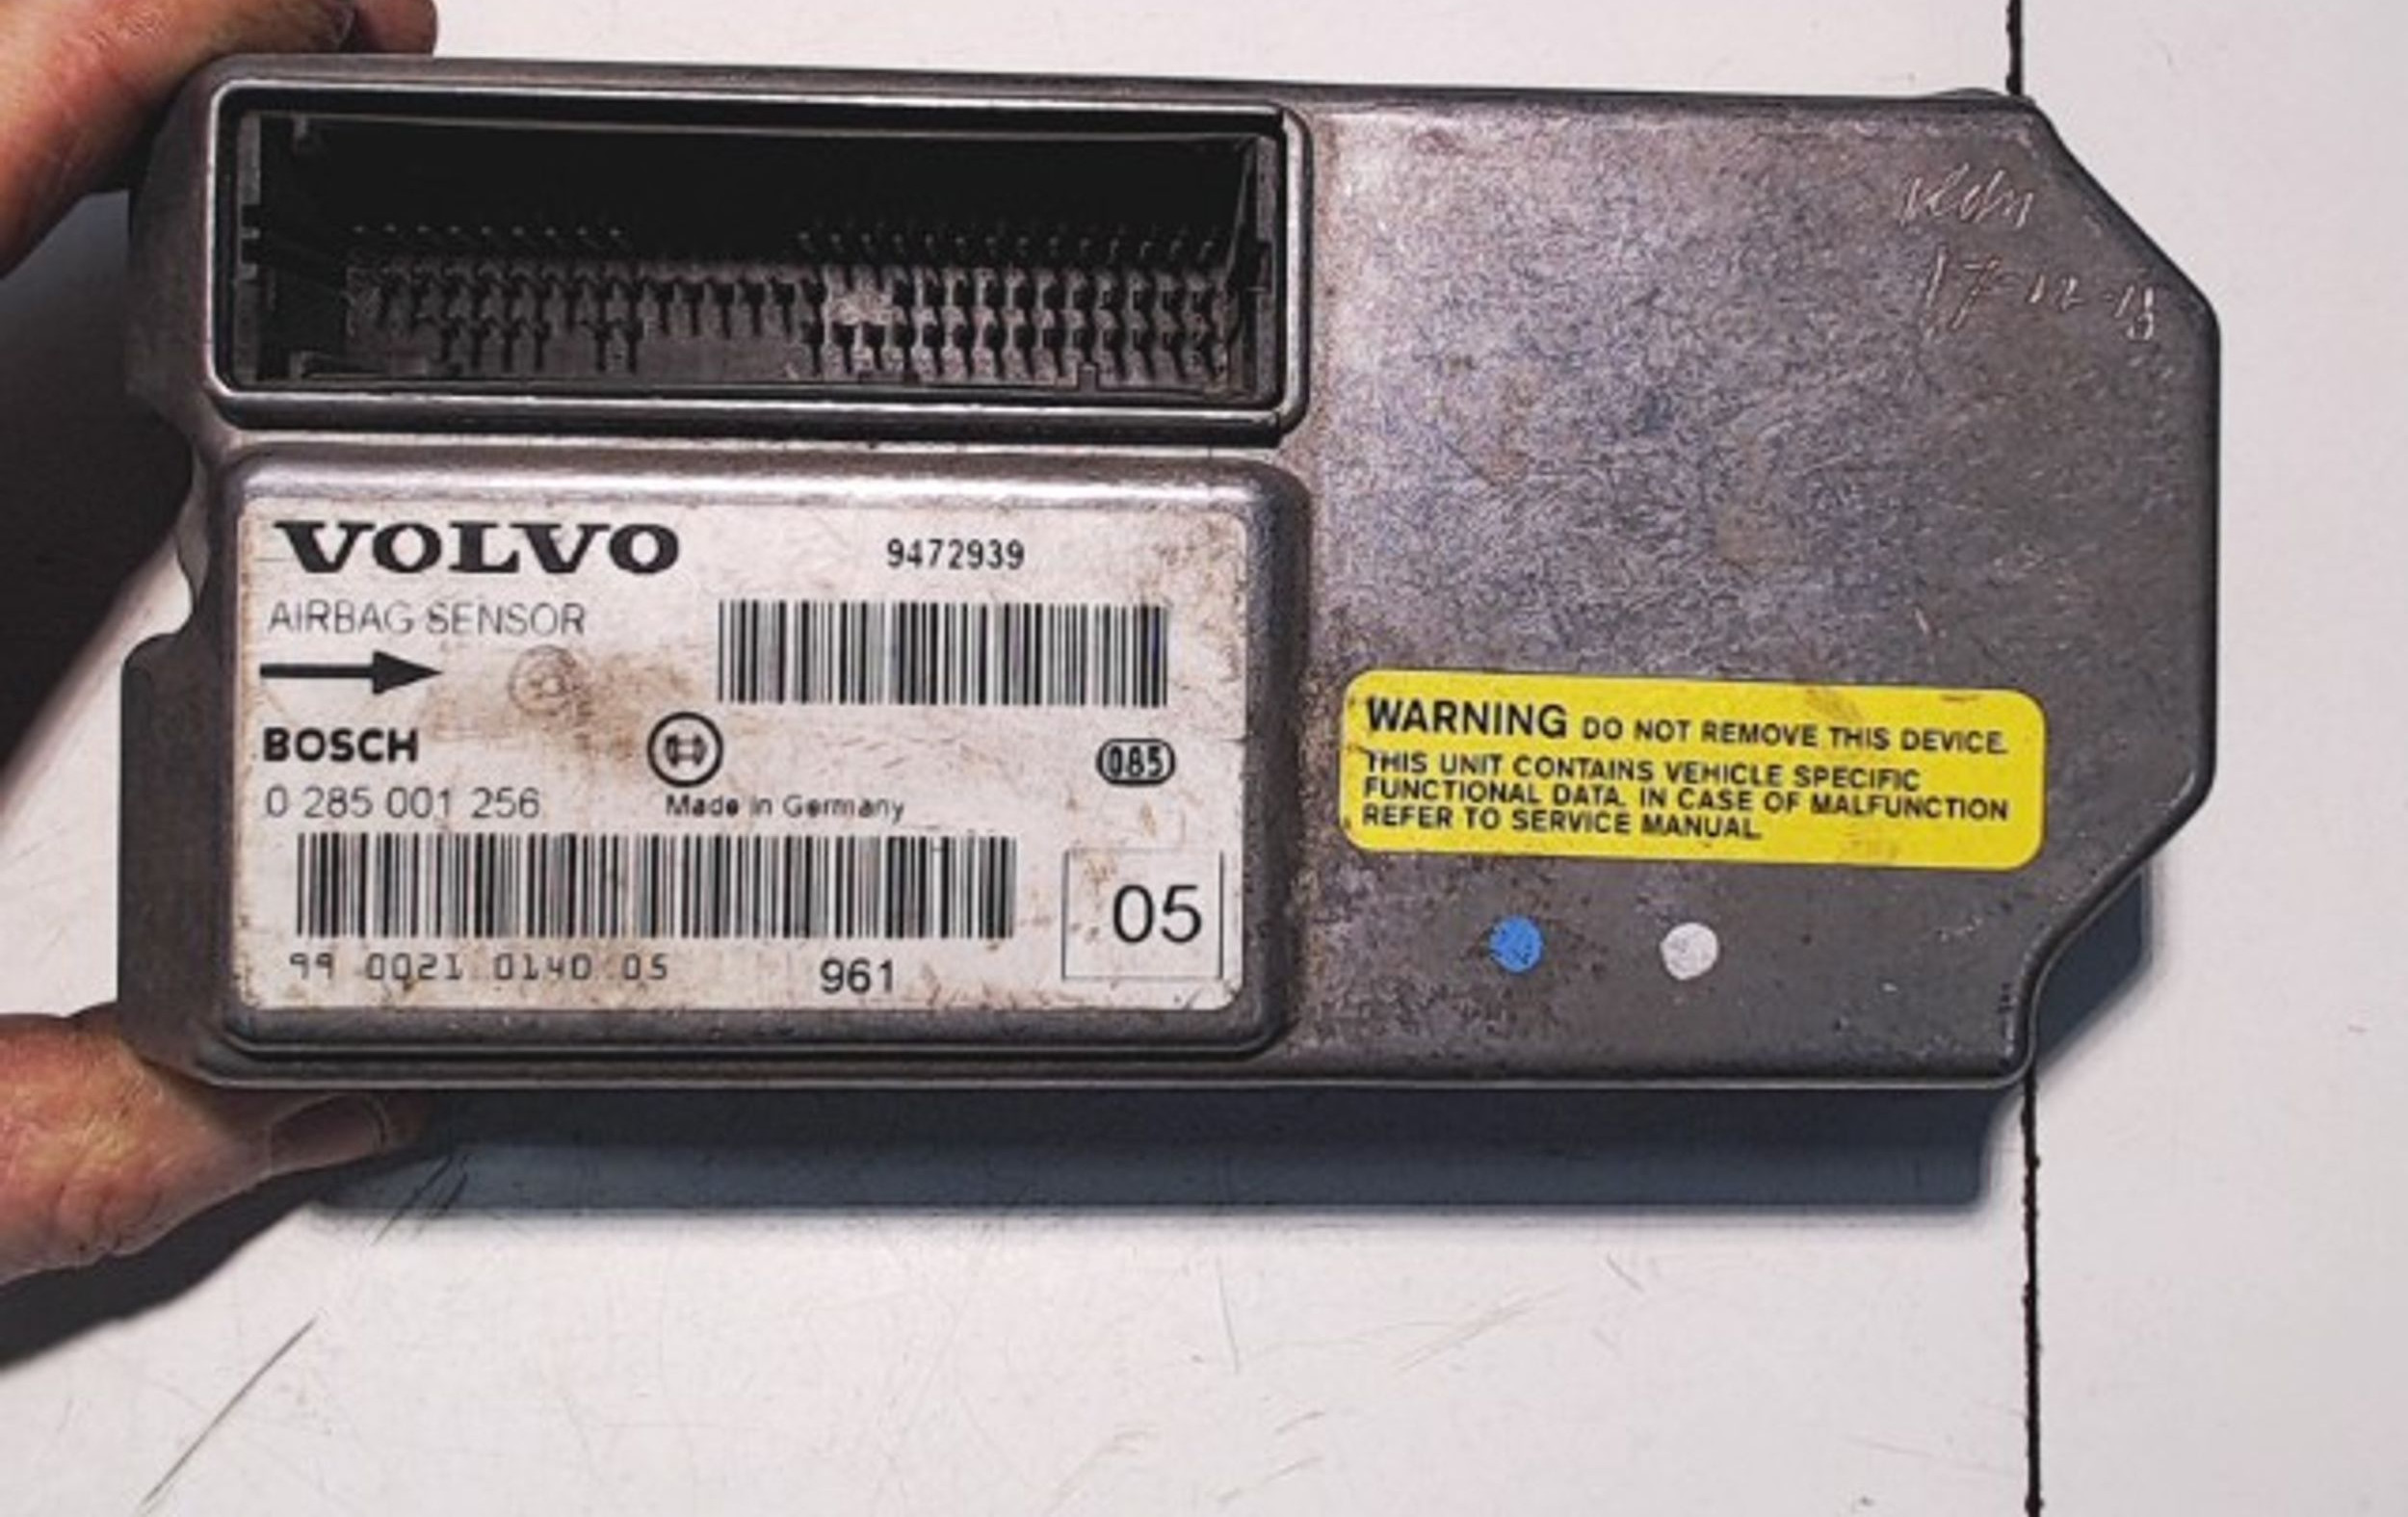 VOLVO 9472939
AIRBAG SENSOR
BOSCH 085
0 285 001 256 Made in Germany
05
99 0021 0140 05 961
WARNING DO NOT REMOVE THIS DEVICE.
THIS UNIT CONTAINS VEHICLE SPECIFIC
FUNCTIONAL DATA. IN CASE OF MALFUNCTION
REFER TO SERVICE MANUAL.